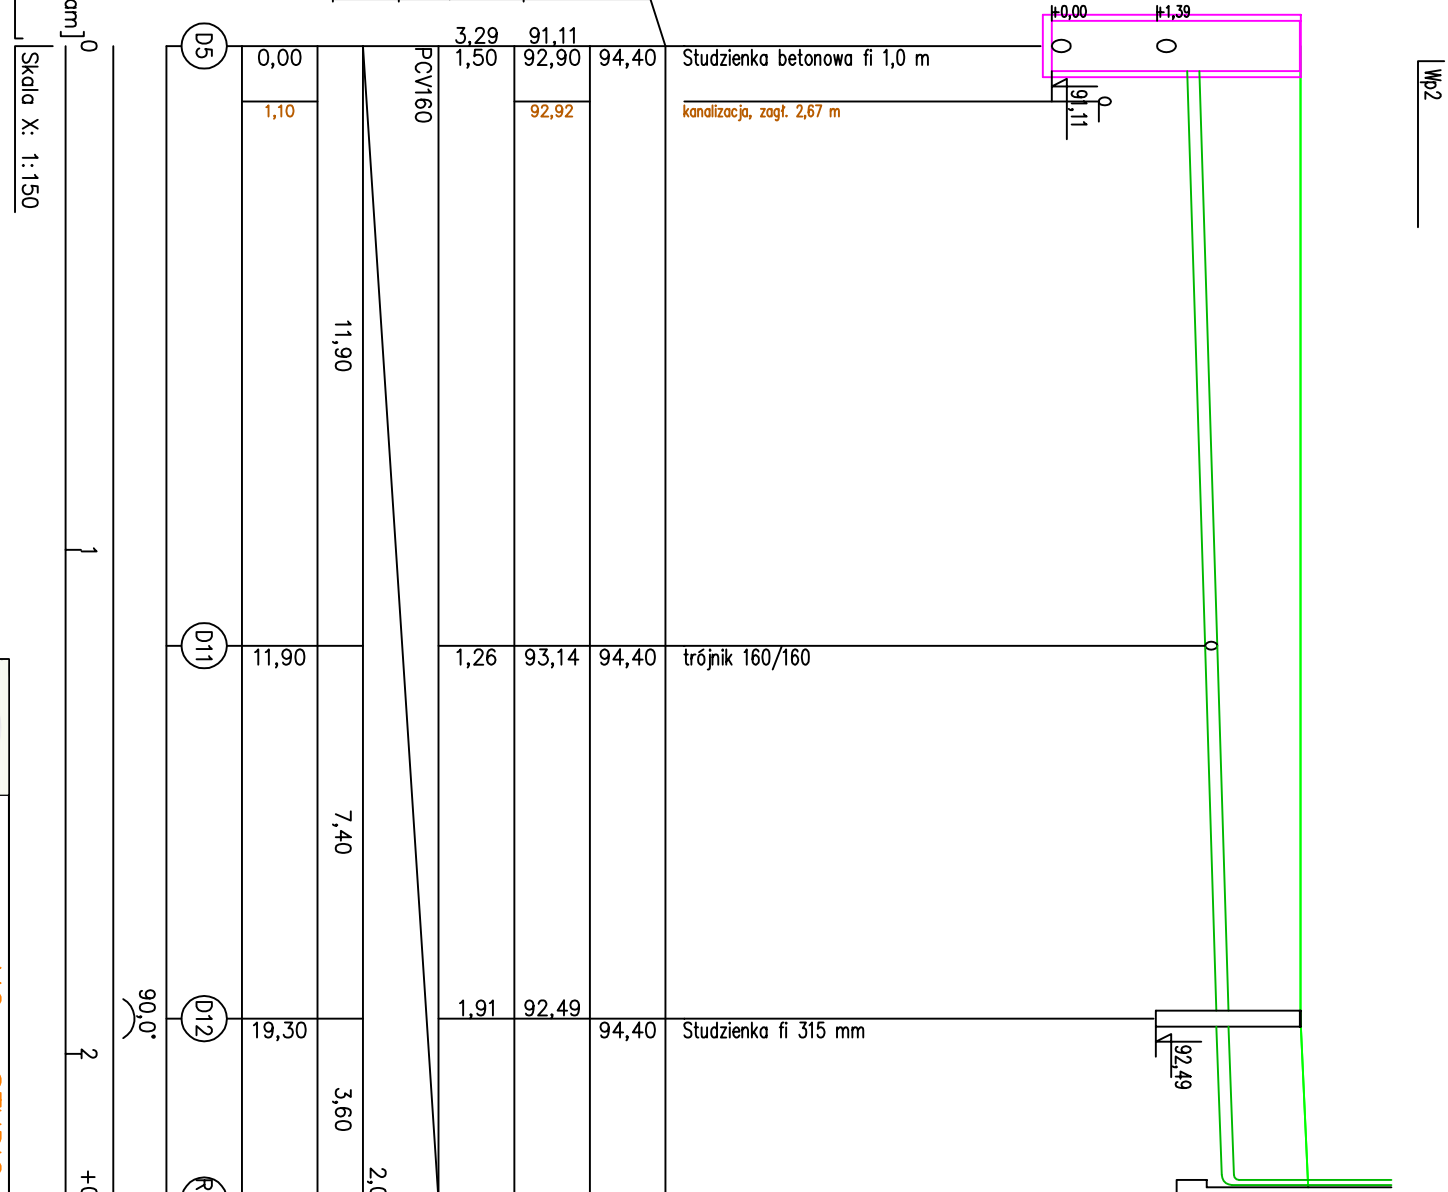 Wp2
+0,00
+1,39
D5
0,00
PCV160
3,29
91,11
1,50
92,90
94,40
Studzienka betonowa fi 1,0 m
91,11
1,10
92,92
kanalizacja, zagł. 2,67 m
am]
0
Skala X: 1:150
11,90
1
D11
11,90
1,26
93,14
94,40
trójnik 160/160
7,40
90,0°
D12
19,30
1,91
92,49
94,40
Studzienka fi 315 mm
92,49
2
3,60